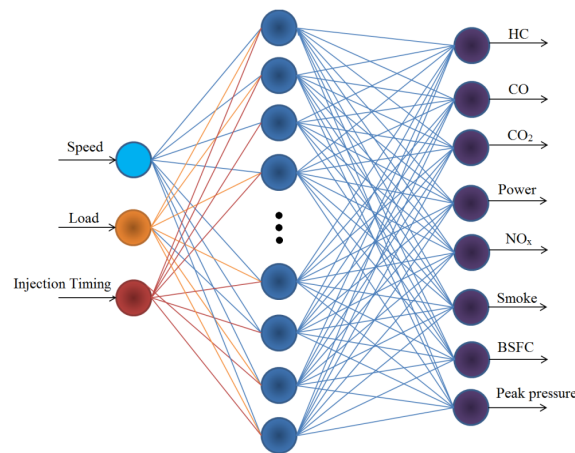 Speed
Load
Injection Timing
HC
CO
CO₂
Power
NOₓ
Smoke
BSFC
Peak pressure